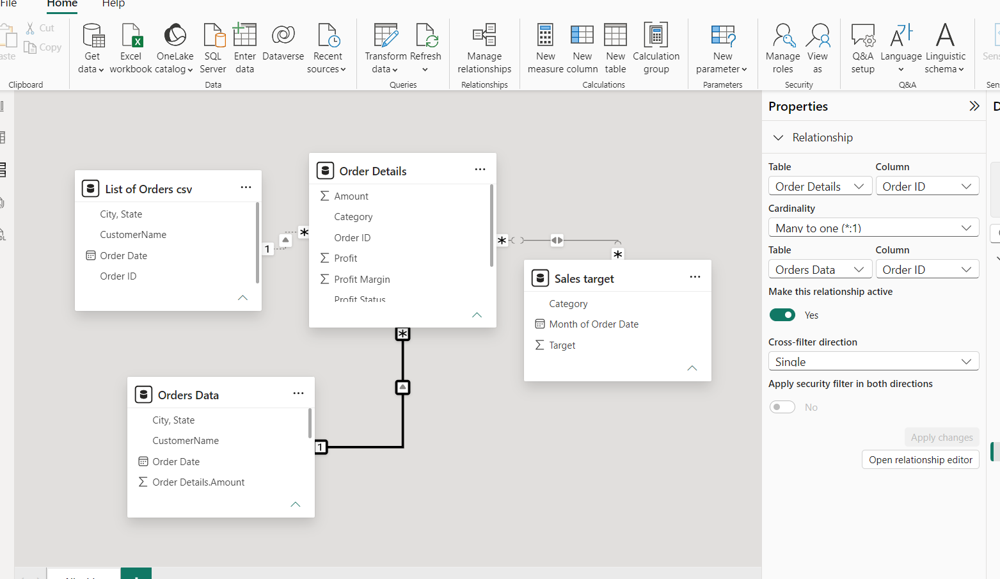 File Home Help
Cut
Copy
Get data
Excel workbook
OneLake catalog
SQL Server
Enter data
Dataverse
Recent sources
Transform data
Refresh
Manage relationships
New measure
New column
New table
Calculation group
New parameter
Manage roles
View as
Q&A setup
Language
Linguistic schema
Clipboard
Data
Queries
Relationships
Calculations
Parameters
Security
Q&A
List of Orders csv
City, State
CustomerName
Order Date
Order ID
1
*
Order Details
Amount
Category
Order ID
Profit
Profit Margin
Profit Status
*
*
Sales target
Category
Month of Order Date
Target
*
1
Orders Data
City, State
CustomerName
Order Date
Order Details.Amount
Properties
Relationship
Table Column
Order Details Order ID
Cardinality
Many to one (*:1)
Table Column
Orders Data Order ID
Make this relationship active
Yes
Cross-filter direction
Single
Apply security filter in both directions
No
Apply changes
Open relationship editor